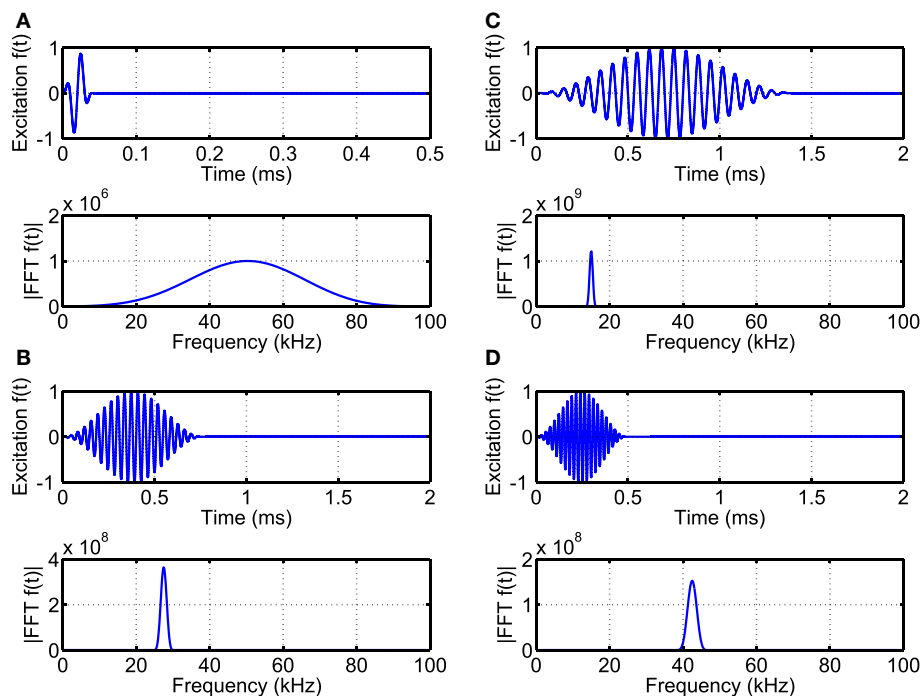 A
Excitation f(t)
1
0
-1
0 0.1 0.2 0.3 0.4 0.5
Time (ms)
x 10^6
|FFT f(t)|
2
1
0
0 20 40 60 80 100
Frequency (kHz)
B
Excitation f(t)
1
0
-1
0 0.5 1 1.5 2
Time (ms)
x 10^8
|FFT f(t)|
4
2
0
0 20 40 60 80 100
Frequency (kHz)
C
Excitation f(t)
1
0
-1
0 0.5 1 1.5 2
Time (ms)
x 10^9
|FFT f(t)|
2
1
0
0 20 40 60 80 100
Frequency (kHz)
D
Excitation f(t)
1
0
-1
0 0.5 1 1.5 2
Time (ms)
x 10^8
|FFT f(t)|
2
1
0
0 20 40 60 80 100
Frequency (kHz)